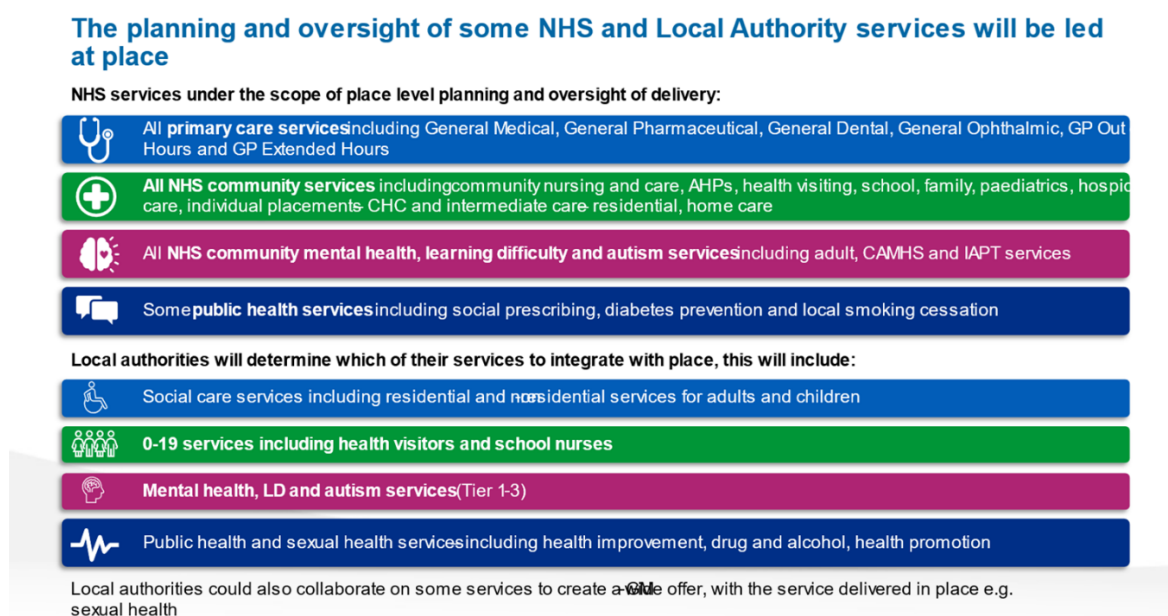 The planning and oversight of some NHS and Local Authority services will be led
at place
NHS services under the scope of place level planning and oversight of delivery:
All primary care services including General Medical, General Pharmaceutical, General Dental, General Ophthalmic, GP Out
Hours and GP Extended Hours
All NHS community services including community nursing and care, AHPs, health visiting, school, family, paediatrics, hospic
care, individual placements- CHC and intermediate care- residential, home care
All NHS community mental health, learning difficulty and autism services including adult, CAMHS and IAPT services
Some public health services including social prescribing, diabetes prevention and local smoking cessation
Local authorities will determine which of their services to integrate with place, this will include:
Social care services including residential and non-residential services for adults and children
0-19 services including health visitors and school nurses
Mental health, LD and autism services (Tier 1-3)
Public health and sexual health services including health improvement, drug and alcohol, health promotion
Local authorities could also collaborate on some services to create a GM-wide offer, with the service delivered in place e.g.
sexual health